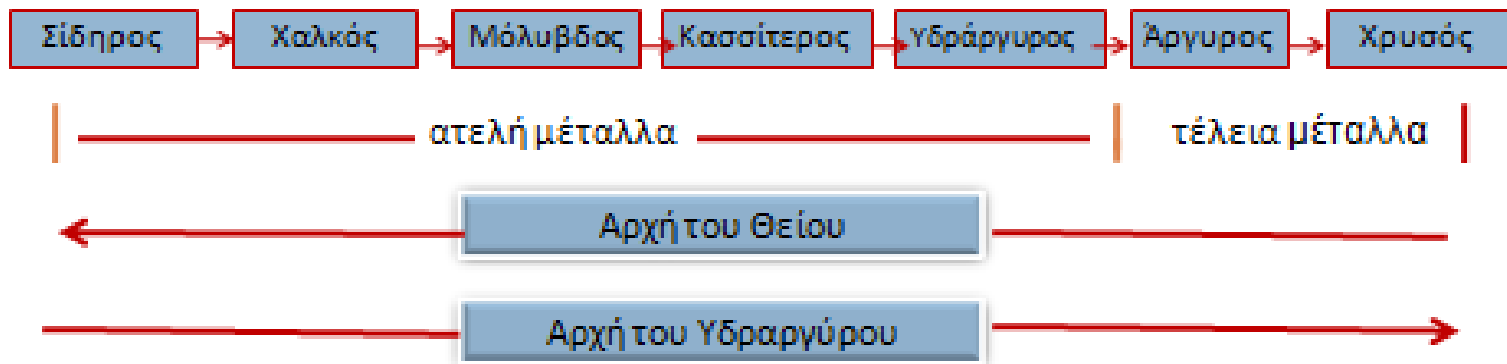 Σίδηρος Χαλκός Μόλυβδος Κασσίτερος Υδράργυρος Άργυρος Χρυσός
ατελή μέταλλα τέλεια μέταλλα
Αρχή του Θείου
Αρχή του Υδραργύρου